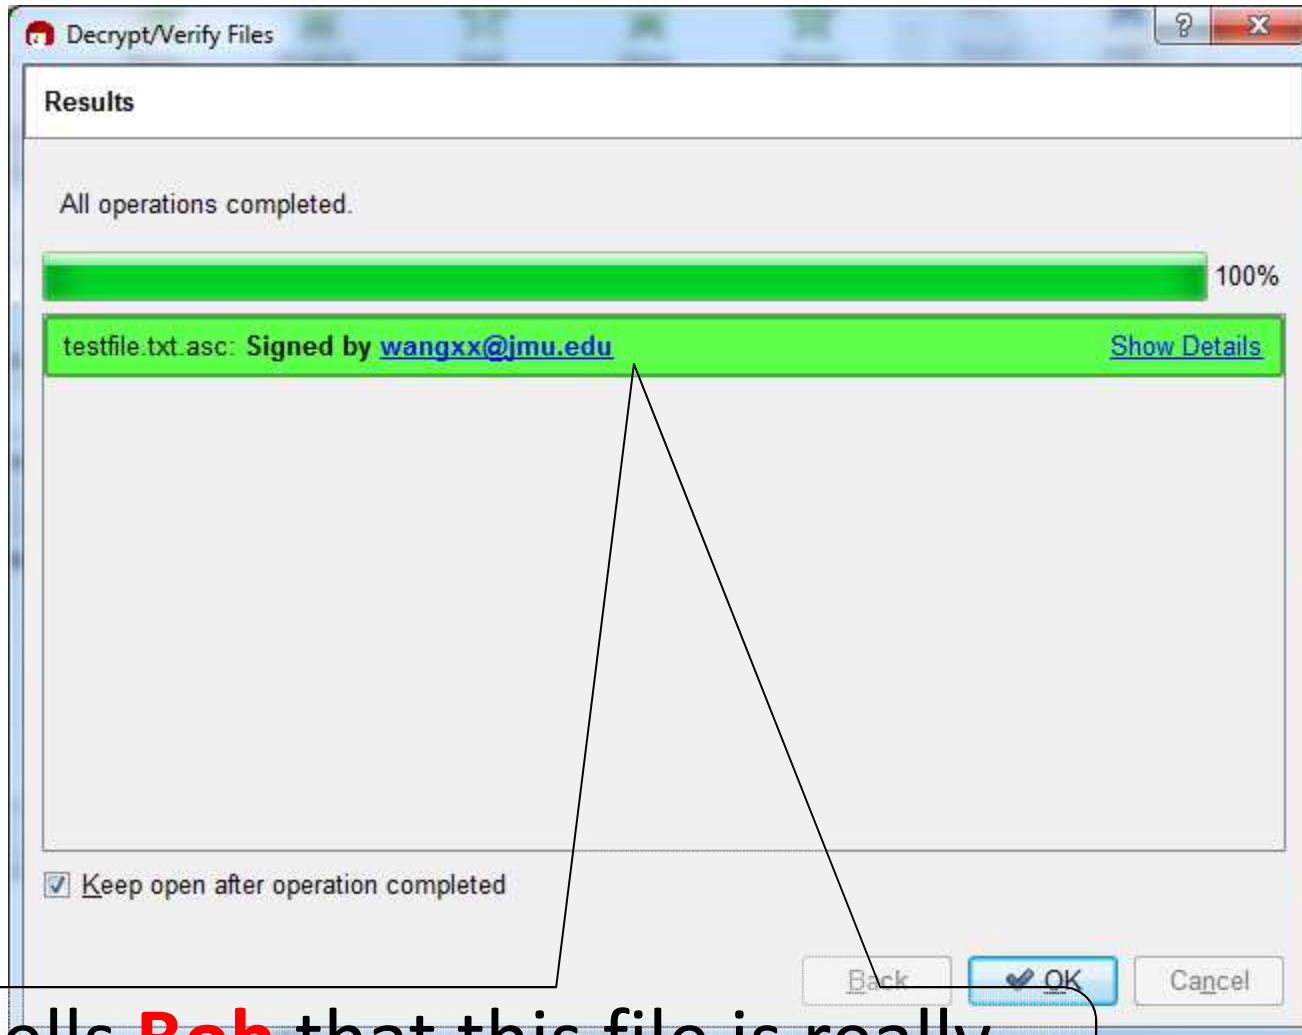 Decrypt/Verify Files
Results
All operations completed.
100%
testfile.txt.asc: Signed by wangxx@jmu.edu Show Details
Keep open after operation completed
Back OK Cancel
Bob that this file is really